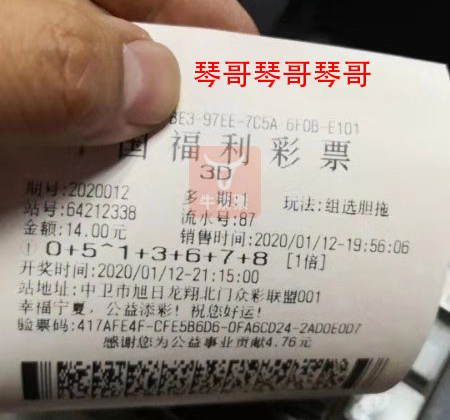 琴哥琴哥琴哥
BE3-97EE-7C5A-6F0B-E101
国福利彩票
3D
期号:2020012 多期:1 玩法:组选胆拖
站号:64212338 流水号:87
金额:14.00元 销售时间:2020/01/12-19:56:06
① 0+5^1+3+6+7+8 [1倍]
开奖时间:2020/01/12-21:15:00
站地址:中卫市旭日龙翔北门众彩联盟001
幸福宁夏,公益添彩!祝您好运!
验票码:417AFE4F-CFE5B6D6-0FA6CD24-2AD0E0D7
感谢您为公益事业贡献4.76元